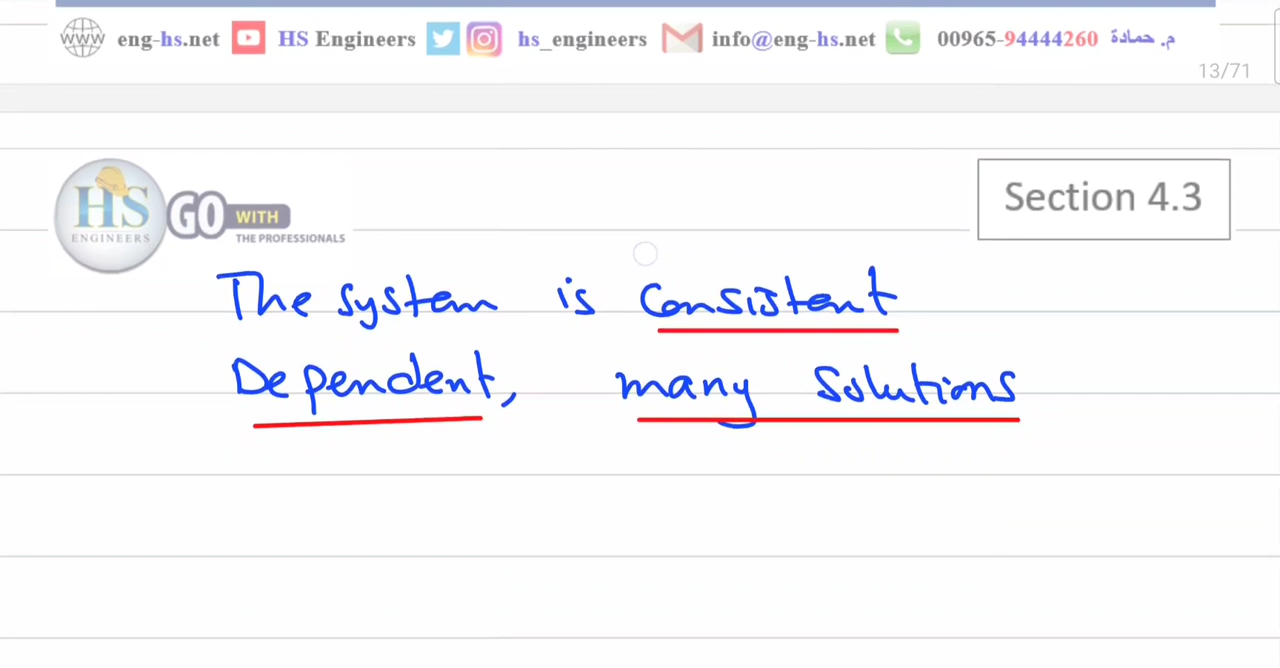 www eng-hs.net HS Engineers hs_engineers info@eng-hs.net 00965-94444260 م. حمادة
13/71
HS ENGINEERS GO WITH THE PROFESSIONALS
Section 4.3
The system is consistent
Dependent, many solutions